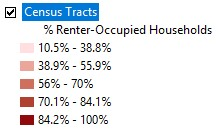 Census Tracts
% Renter-Occupied Households
10.5% - 38.8%
38.9% - 55.9%
56% - 70%
70.1% - 84.1%
84.2% - 100%